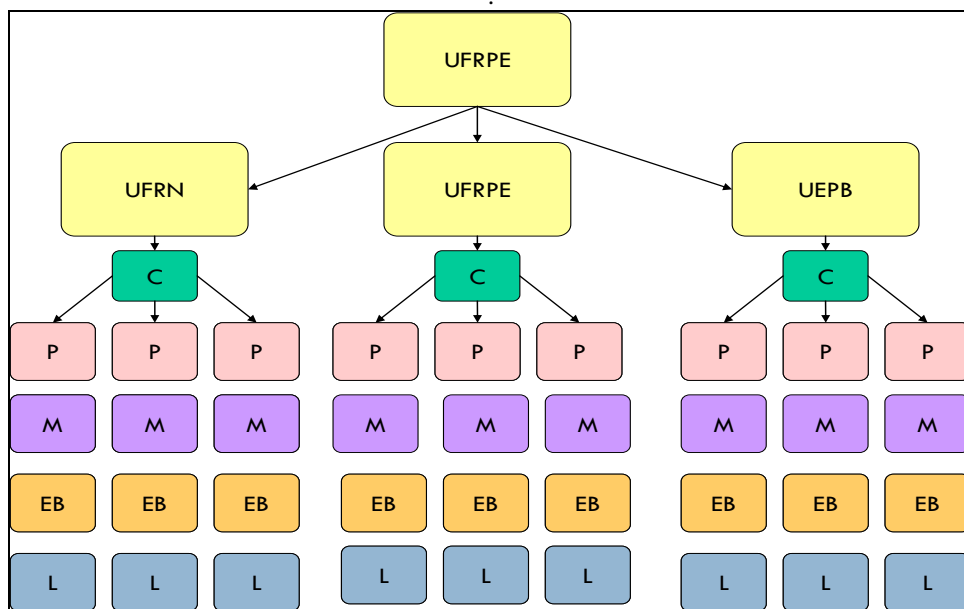 UFRPE
UFRN UFRPE UEPB
C C C
P P P P P P P P P
M M M M M M M M M
EB EB EB EB EB EB EB EB EB
L L L L L L L L L